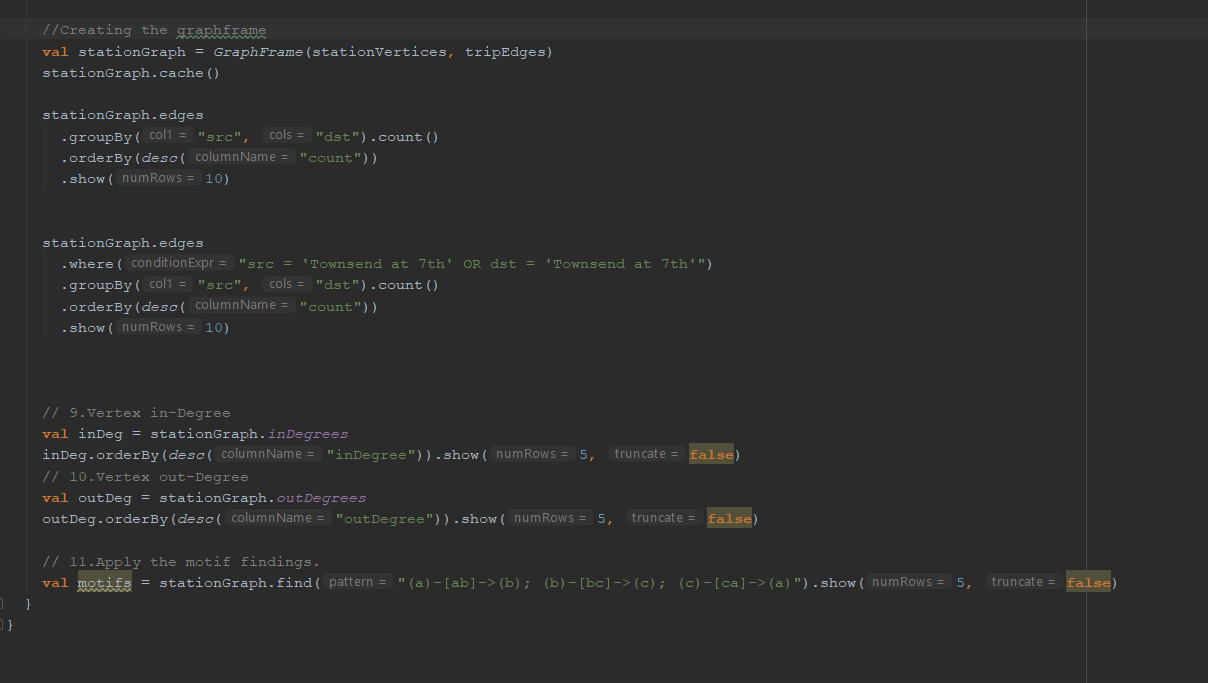 //Creating the graphframe
val stationGraph = GraphFrame(stationVertices, tripEdges)
stationGraph.cache()
stationGraph.edges
.groupBy( col1 = "src", cols = "dst").count()
.orderBy(desc( columnName = "count"))
.show( numRows = 10)
stationGraph.edges
.where( conditionExpr = "src = 'Townsend at 7th' OR dst = 'Townsend at 7th'")
.groupBy( col1 = "src", cols = "dst").count()
.orderBy(desc( columnName = "count"))
.show( numRows = 10)
// 9.Vertex in-Degree
val inDeg = stationGraph.inDegrees
inDeg.orderBy(desc( columnName = "inDegree")).show( numRows = 5, truncate = false)
// 10.Vertex out-Degree
val outDeg = stationGraph.outDegrees
outDeg.orderBy(desc( columnName = "outDegree")).show( numRows = 5, truncate = false)
// 11.Apply the motif findings.
val motifs = stationGraph.find( pattern = "(a)-[ab]->(b); (b)-[bc]->(c); (c)-[ca]->(a)").show( numRows = 5, truncate = false)
}
}